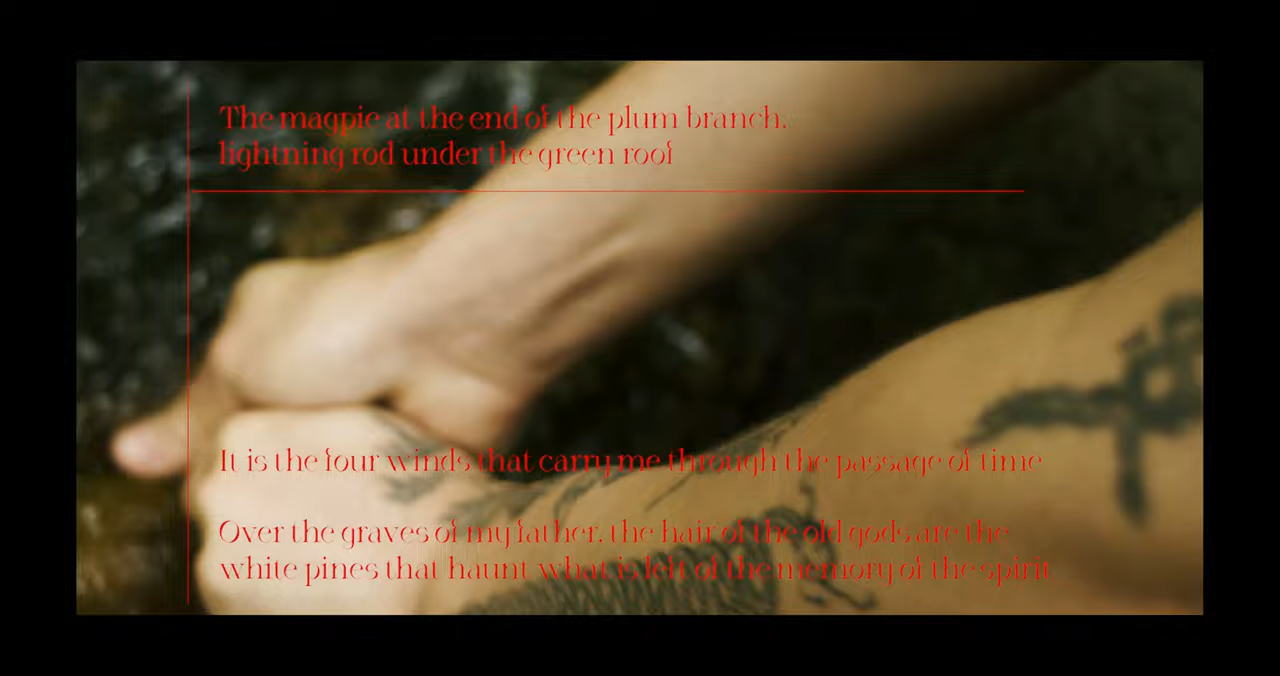 The magpie at the end of the plum branch.
lightning rod under the green roof
It is the four winds that carry me through the passage of time
Over the graves of my father, the hair of the old gods are the
white pines that haunt what is left of the memory of the spirit